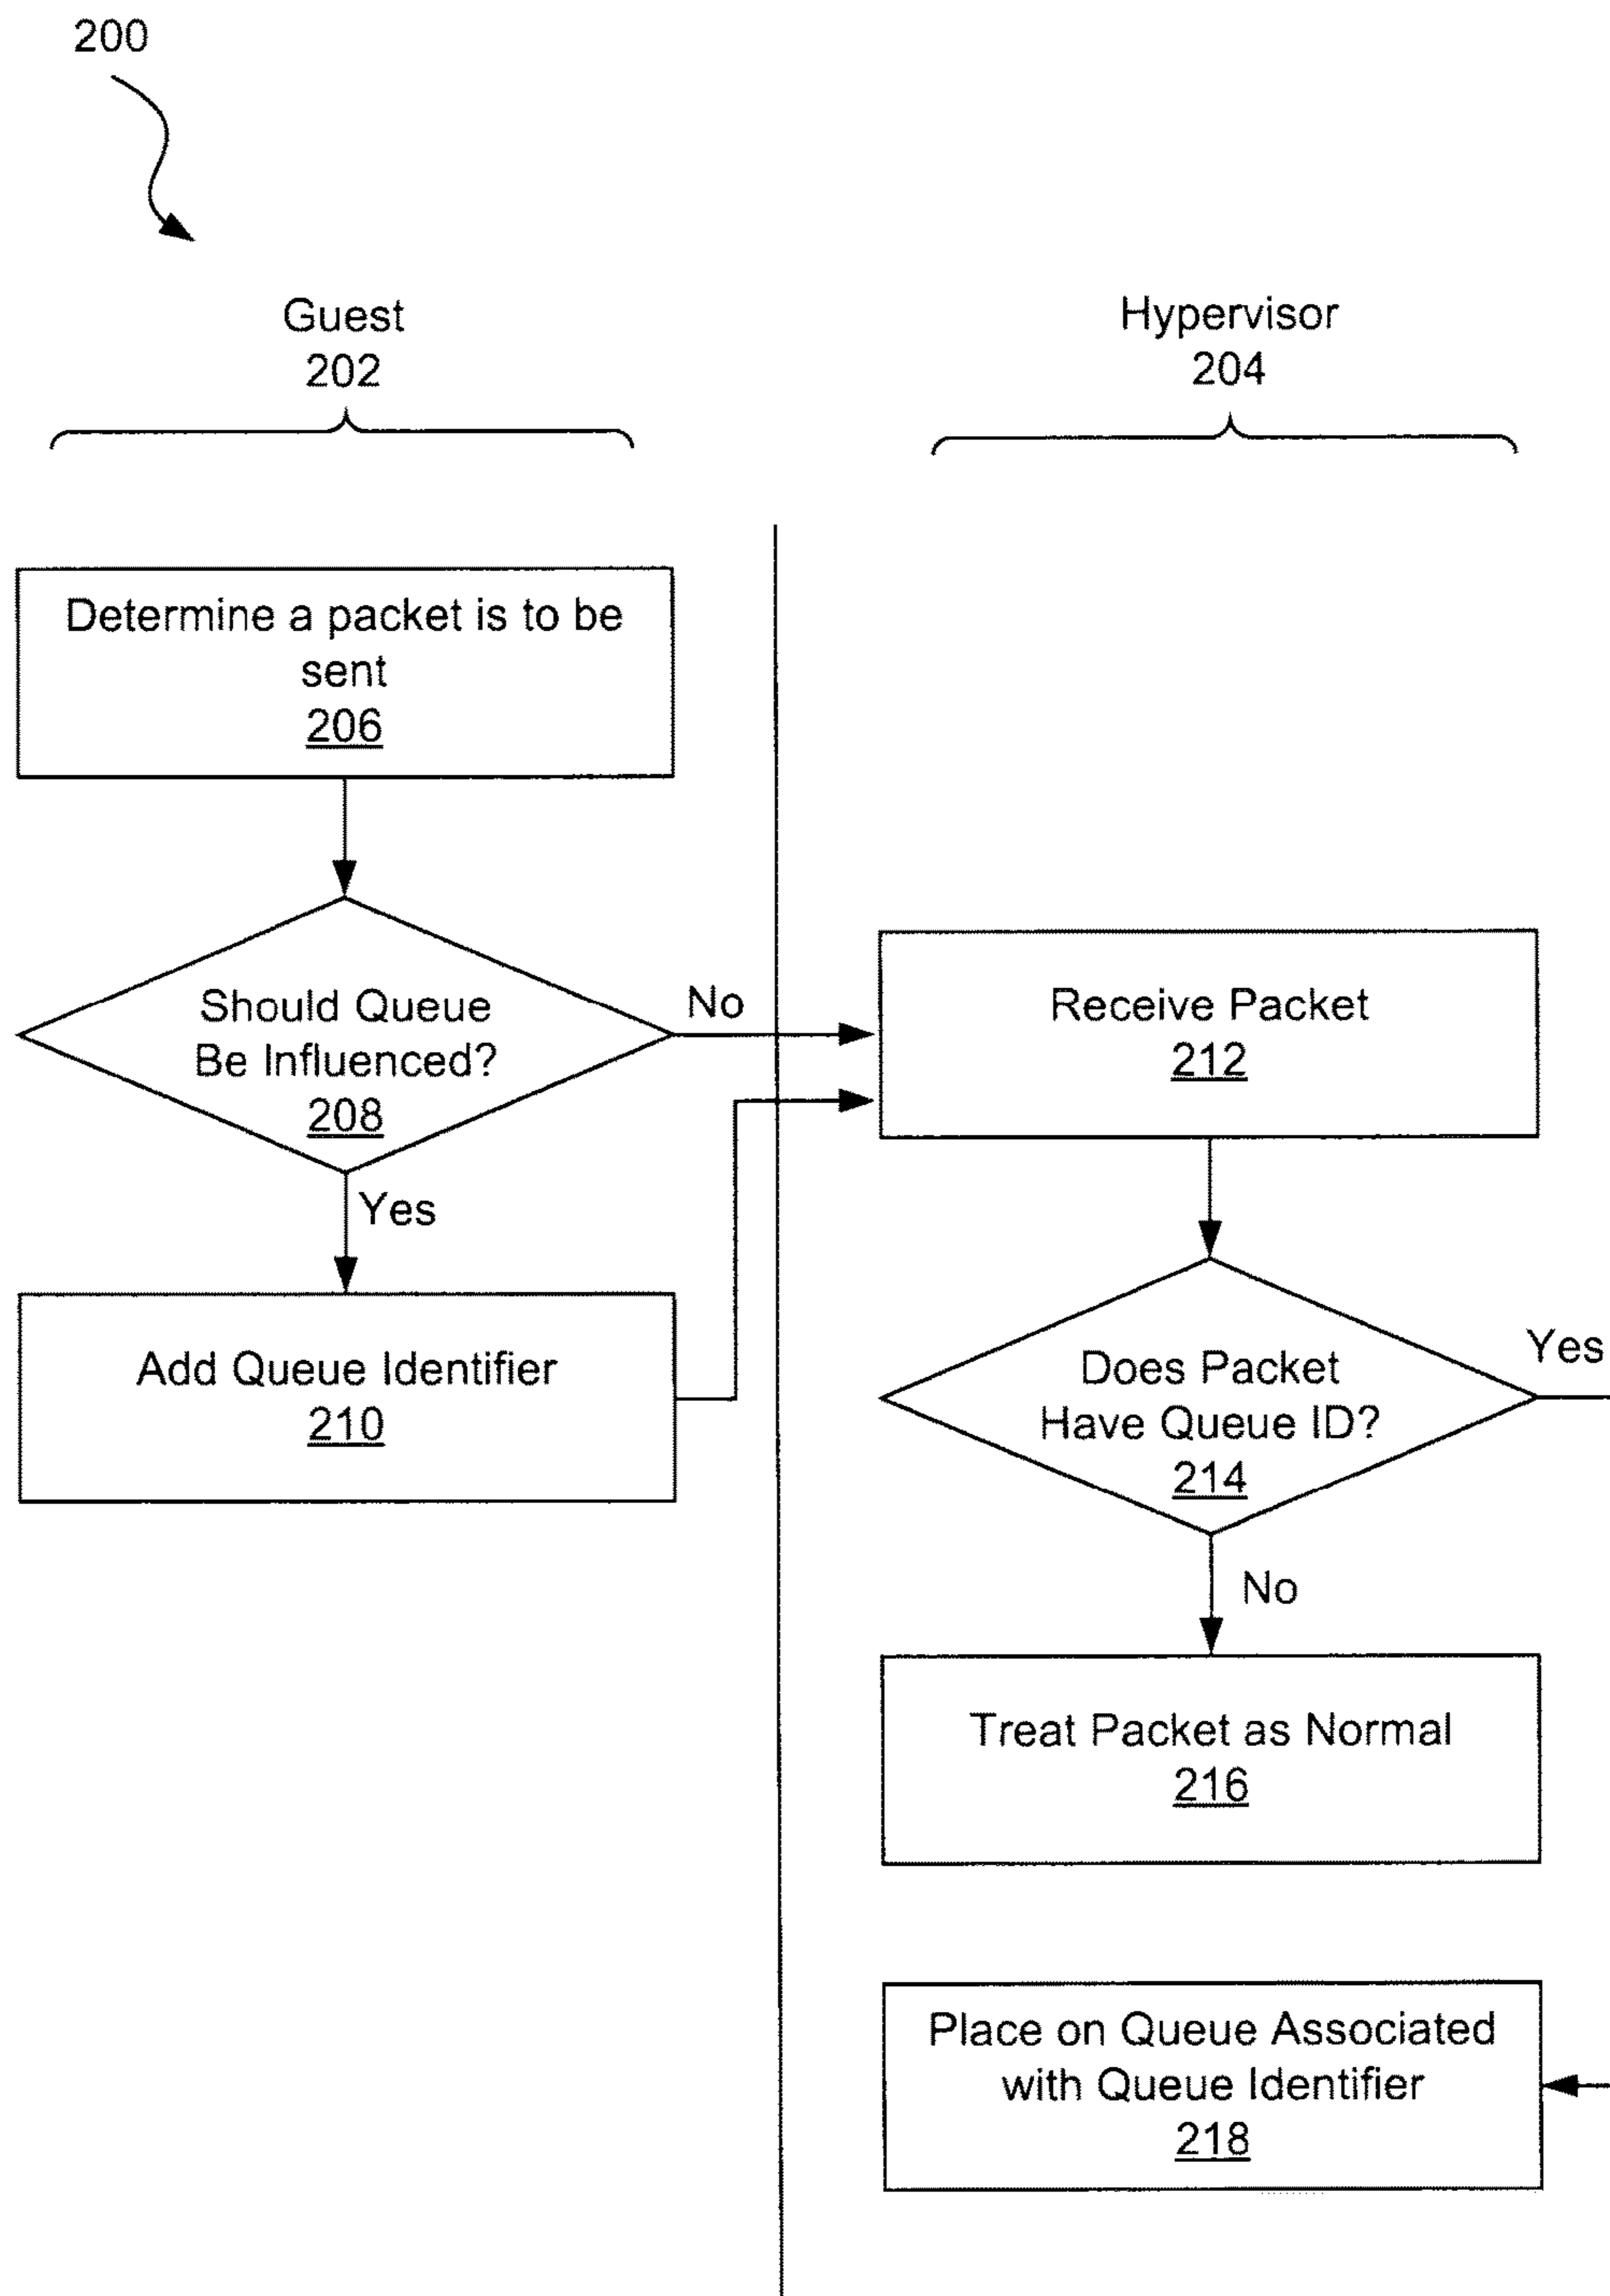 200
Guest
202
Hypervisor
204
Determine a packet is to be
sent
206
Should Queue
Be Influenced?
208
No
Yes
Add Queue Identifier
210
Receive Packet
212
Does Packet
Have Queue ID?
214
Yes
No
Treat Packet as Normal
216
Place on Queue Associated
with Queue Identifier
218